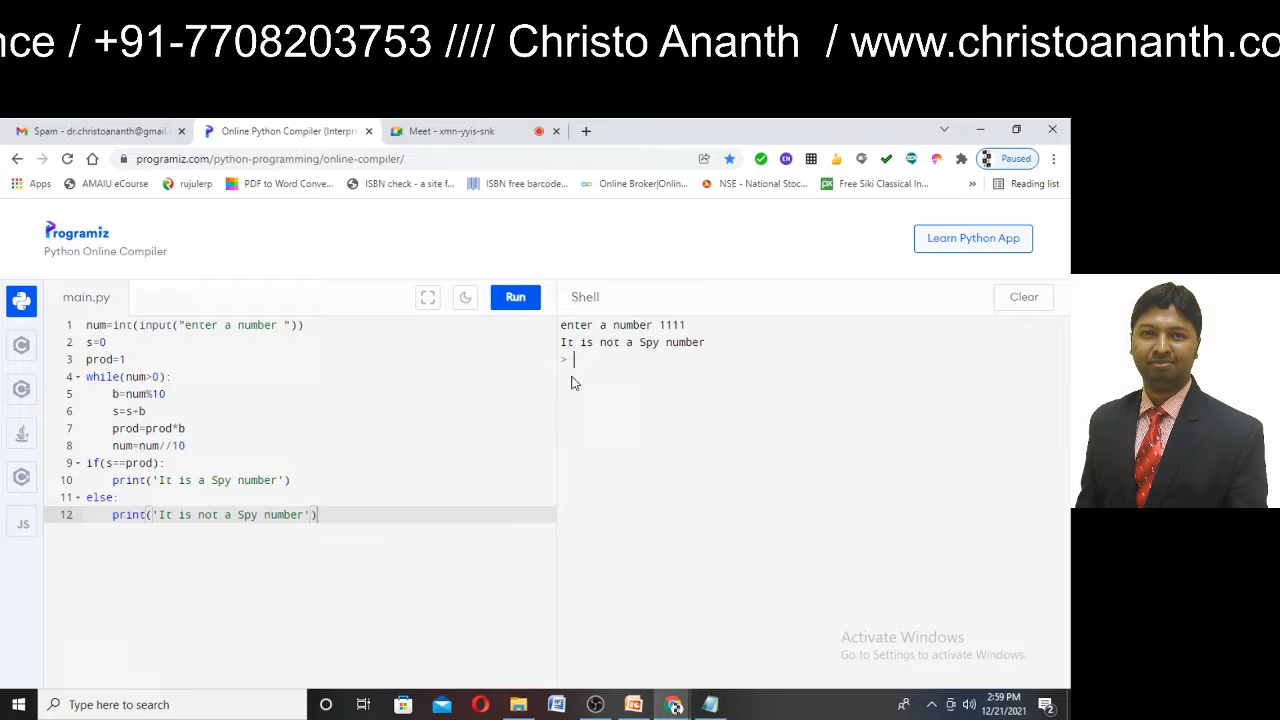 nce / +91-7708203753 //// Christo Ananth / www.christoananth.co
Spam - dr.christoananth@gmail.
Online Python Compiler (Interpre
Meet - xmn-yyis-snk
programiz.com/python-programming/online-compiler/
EN
Paused
Apps
AMAIU eCourse
rujulerp
PDF to Word Conve...
ISBN check - a site f...
ISBN free barcode...
Online Broker|Onlin...
NSE - National Stoc...
px Free Siki Classical In...
»
Reading list
Programiz
Python Online Compiler
Learn Python App
main.py
Run
Shell
Clear
1 num=int(input("enter a number "))
2 s=0
3 prod=1
4 while(num>0):
5 b=num%10
6 s=s+b
7 prod=prod*b
8 num=num//10
9 if(s==prod):
10 print('It is a Spy number')
11 else:
12 print('It is not a Spy number')
JS
enter a number 1111
It is not a Spy number
>
Activate Windows
Go to Settings to activate Windows.
Type here to search
2:59 PM
12/21/2021
2